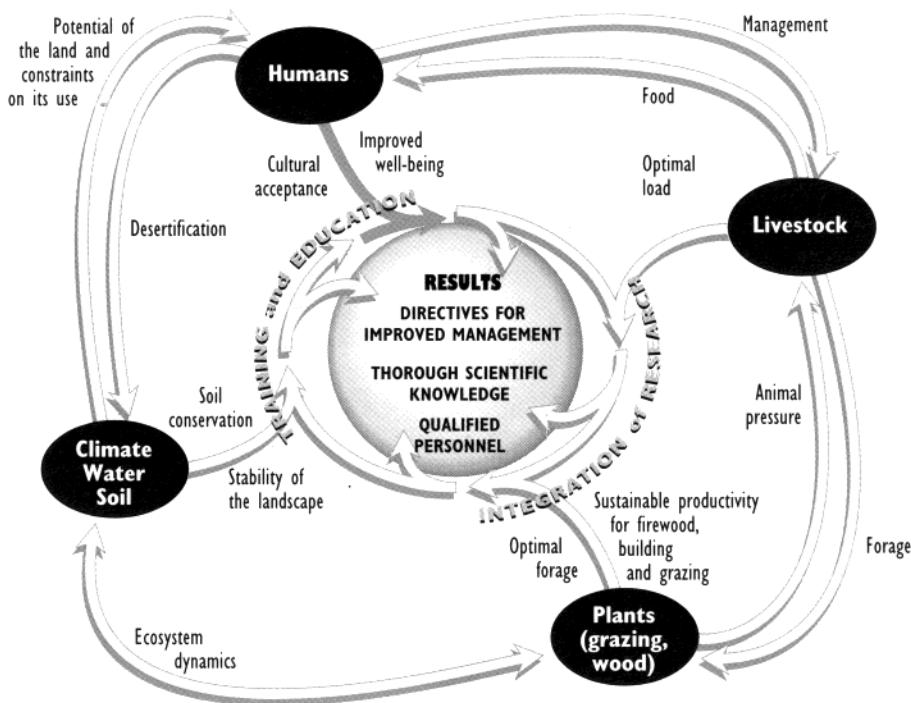 Potential of
the land and
constraints
on its use
Humans
Management
Food
Cultural
acceptance
Improved
well-being
Optimal
load
Desertification
Livestock
TRAINING and EDUCATION
INTEGRATION of RESEARCH
RESULTS
DIRECTIVES FOR
IMPROVED MANAGEMENT
THOROUGH SCIENTIFIC
KNOWLEDGE
QUALIFIED
PERSONNEL
Soil
conservation
Animal
pressure
Climate
Water
Soil
Stability of
the landscape
Sustainable productivity
for firewood,
building
and grazing
Optimal
forage
Forage
Plants
(grazing,
wood)
Ecosystem
dynamics